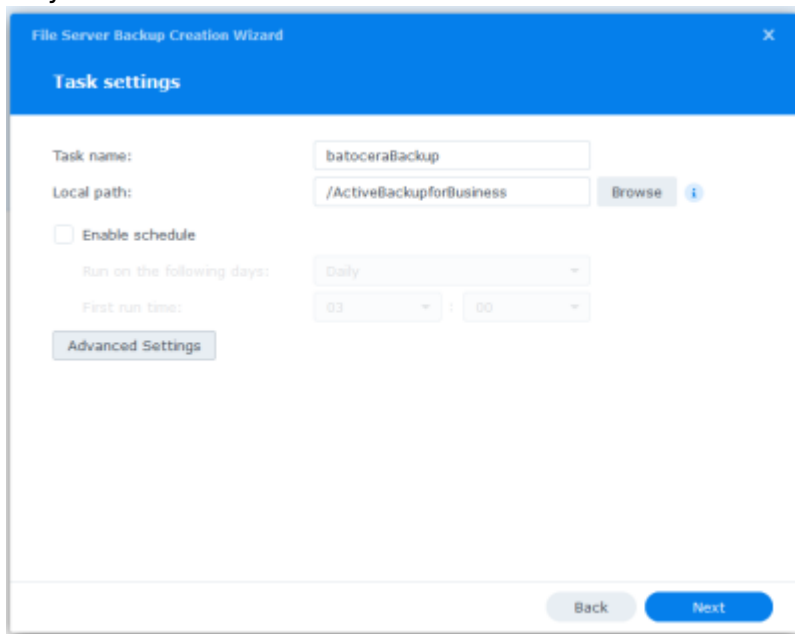 File Server Backup Creation Wizard
Task settings
Task name: batoceraBackup
Local path: /ActiveBackupforBusiness Browse i
Enable schedule
Run on the following days: Daily
First run time: 03 : 00
Advanced Settings
Back Next